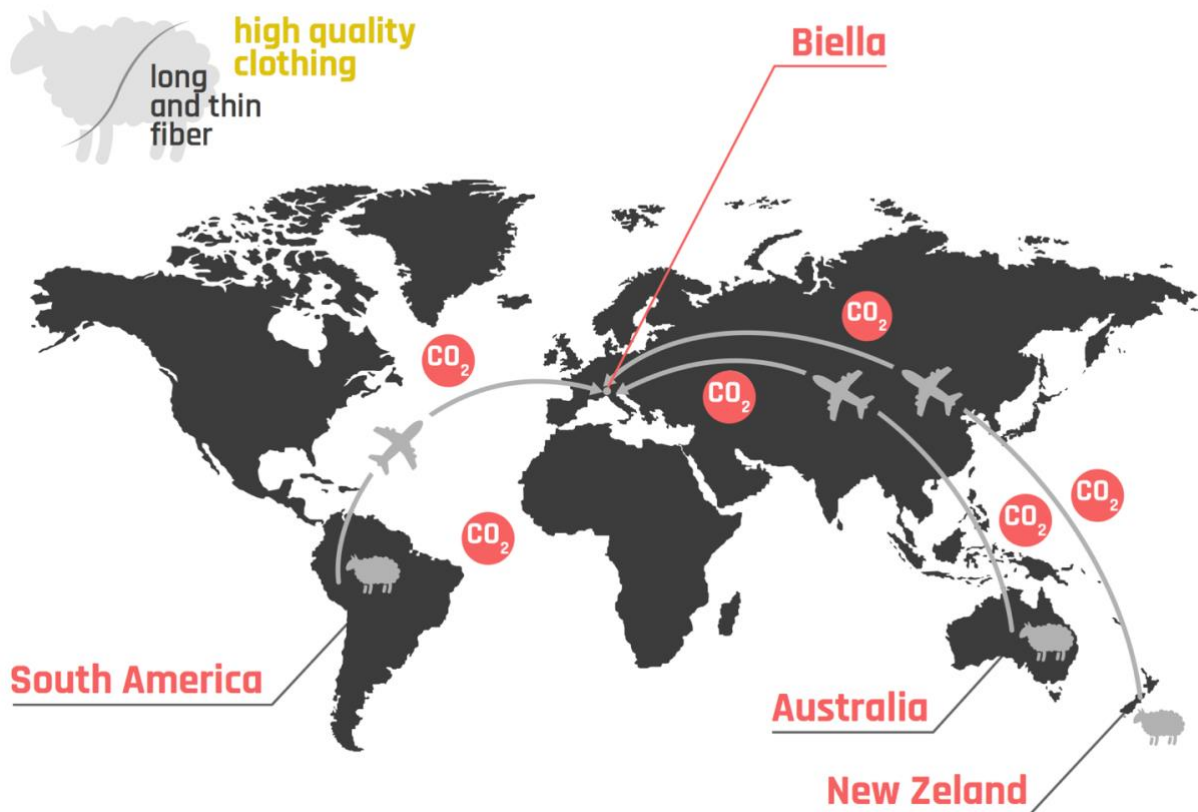 high quality
clothing
long
and thin
fiber
Biella
CO₂
CO₂
CO₂
CO₂
CO₂
CO₂
South America
Australia
New Zeland